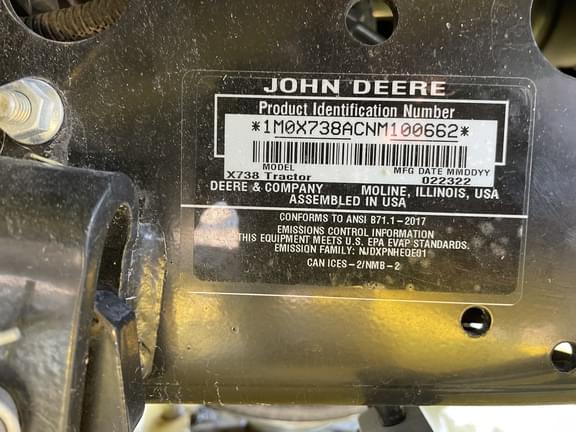 JOHN DEERE
Product Identification Number
*1M0X738ACNM100662*
MODEL MFG DATE MMDDYY
X738 Tractor 022322
DEERE & COMPANY MOLINE, ILLINOIS, USA
ASSEMBLED IN USA
CONFORMS TO ANSI B71.1-2017
EMISSIONS CONTROL INFORMATION
THIS EQUIPMENT MEETS U.S. EPA EVAP STANDARDS.
EMISSION FAMILY: NJDXPNHEQE01
CAN ICES-2/NMB-2